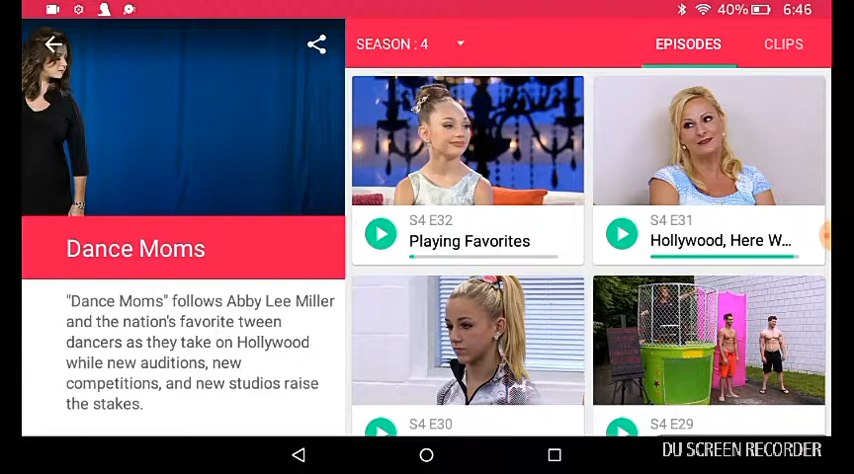 40% 6:46
SEASON : 4
EPISODES
CLIPS
S4 E32
Playing Favorites
S4 E31
Hollywood, Here W...
Dance Moms
"Dance Moms" follows Abby Lee Miller
and the nation's favorite tween
dancers as they take on Hollywood
while new auditions, new
competitions, and new studios raise
the stakes.
S4 E30
S4 E29
DU SCREEN RECORDER